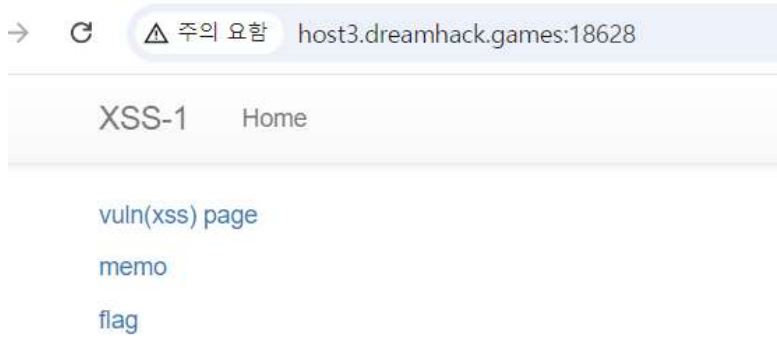 주의 요함 host3.dreamhack.games:18628
XSS-1 Home
vuln(xss) page
memo
flag